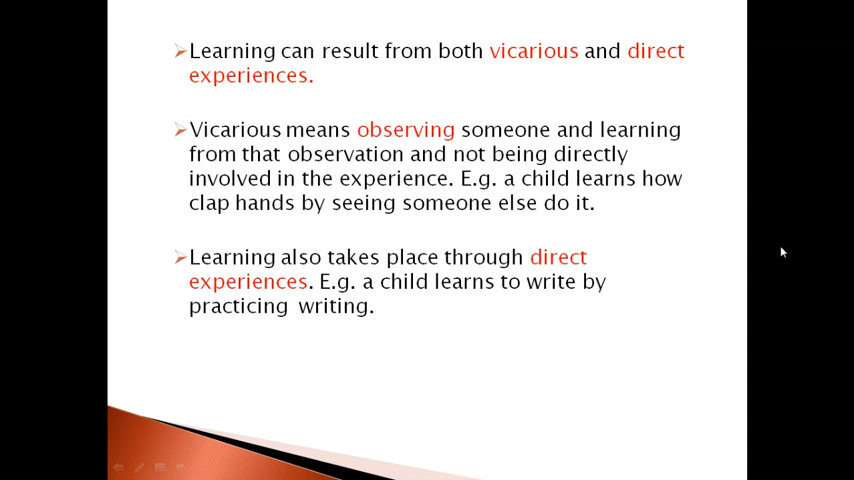 ➢Learning can result from both vicarious and direct
experiences.
➢Vicarious means observing someone and learning
from that observation and not being directly
involved in the experience. E.g. a child learns how
clap hands by seeing someone else do it.
➢Learning also takes place through direct
experiences. E.g. a child learns to write by
practicing writing.